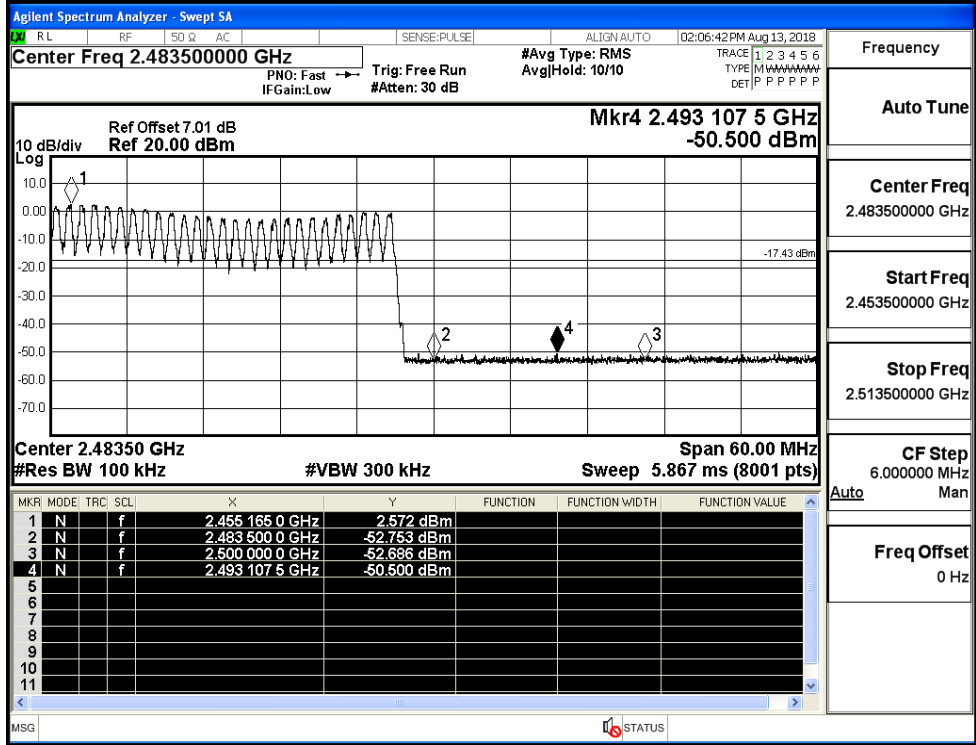 Agilent Spectrum Analyzer - Swept SA
LXI RL RF 50 Ω AC SENSE:PULSE ALIGN AUTO 02:06:42 PM Aug 13, 2018
Center Freq 2.483500000 GHz
PNO: Fast
IFGain:Low
Trig: Free Run
#Atten: 30 dB
#Avg Type: RMS
Avg|Hold: 10/10
TRACE 1 2 3 4 5 6
TYPE M WWWWW
DET P P P P P P
Mkr4 2.493 107 5 GHz
-50.500 dBm
Ref Offset 7.01 dB
10 dB/div Ref 20.00 dBm
Log
10.0
0.00
-10.0
-20.0
-30.0
-40.0
-50.0
-60.0
-70.0
1
2
4
3
-17.43 dBm
Center 2.48350 GHz Span 60.00 MHz
#Res BW 100 kHz #VBW 300 kHz Sweep 5.867 ms (8001 pts)
MKR MODE TRC SCL X Y FUNCTION FUNCTION WIDTH FUNCTION VALUE
1 N f 2.455 165 0 GHz 2.572 dBm
2 N f 2.483 500 0 GHz -52.753 dBm
3 N f 2.500 000 0 GHz -52.686 dBm
4 N f 2.493 107 5 GHz -50.500 dBm
5
6
7
8
9
10
11
MSG STATUS
Frequency
Auto Tune
Center Freq
2.483500000 GHz
Start Freq
2.453500000 GHz
Stop Freq
2.513500000 GHz
CF Step
6.000000 MHz
Auto Man
Freq Offset
0 Hz